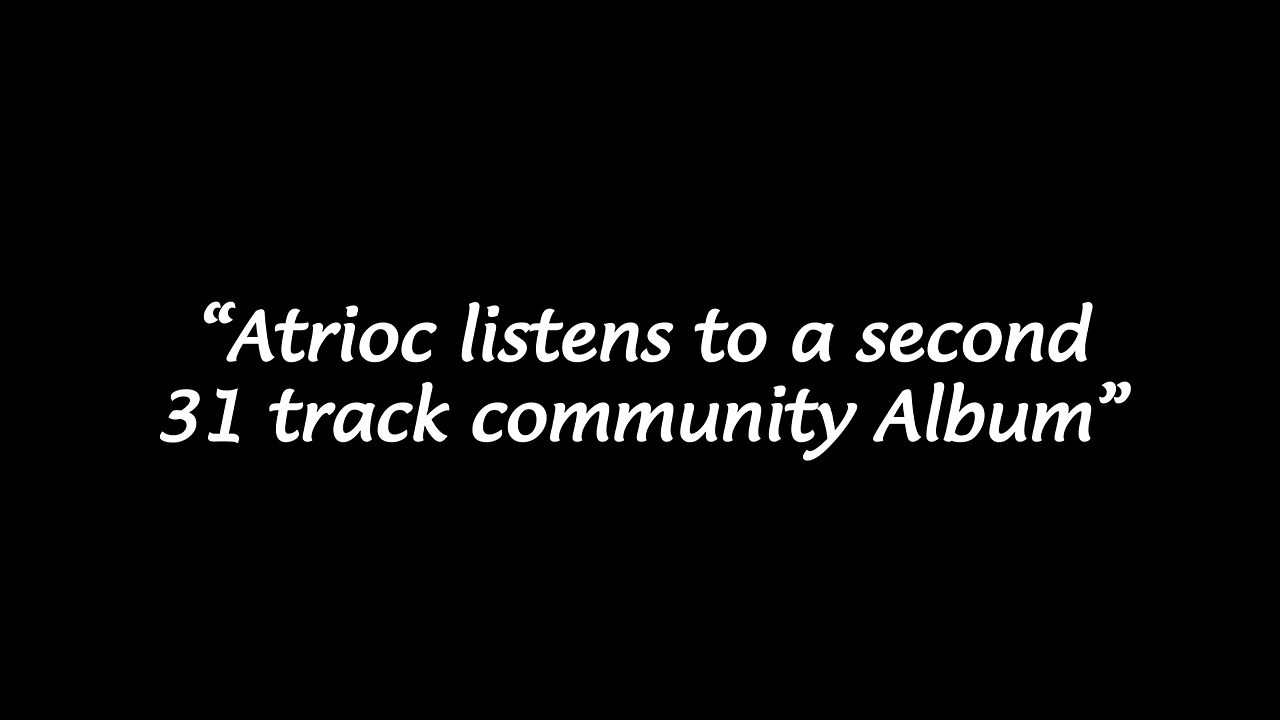 “Atrioc listens to a second
31 track community Album”